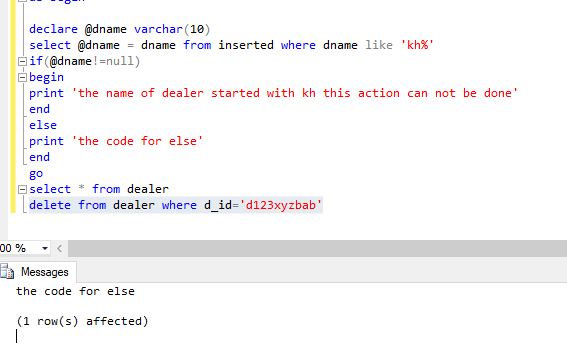 declare @dname varchar(10)
select @dname = dname from inserted where dname like 'kh%'
if(@dname!=null)
begin
print 'the name of dealer started with kh this action can not be done'
end
else
print 'the code for else'
end
go
select * from dealer
delete from dealer where d_id='d123xyzbab'
00 %
Messages
the code for else
(1 row(s) affected)